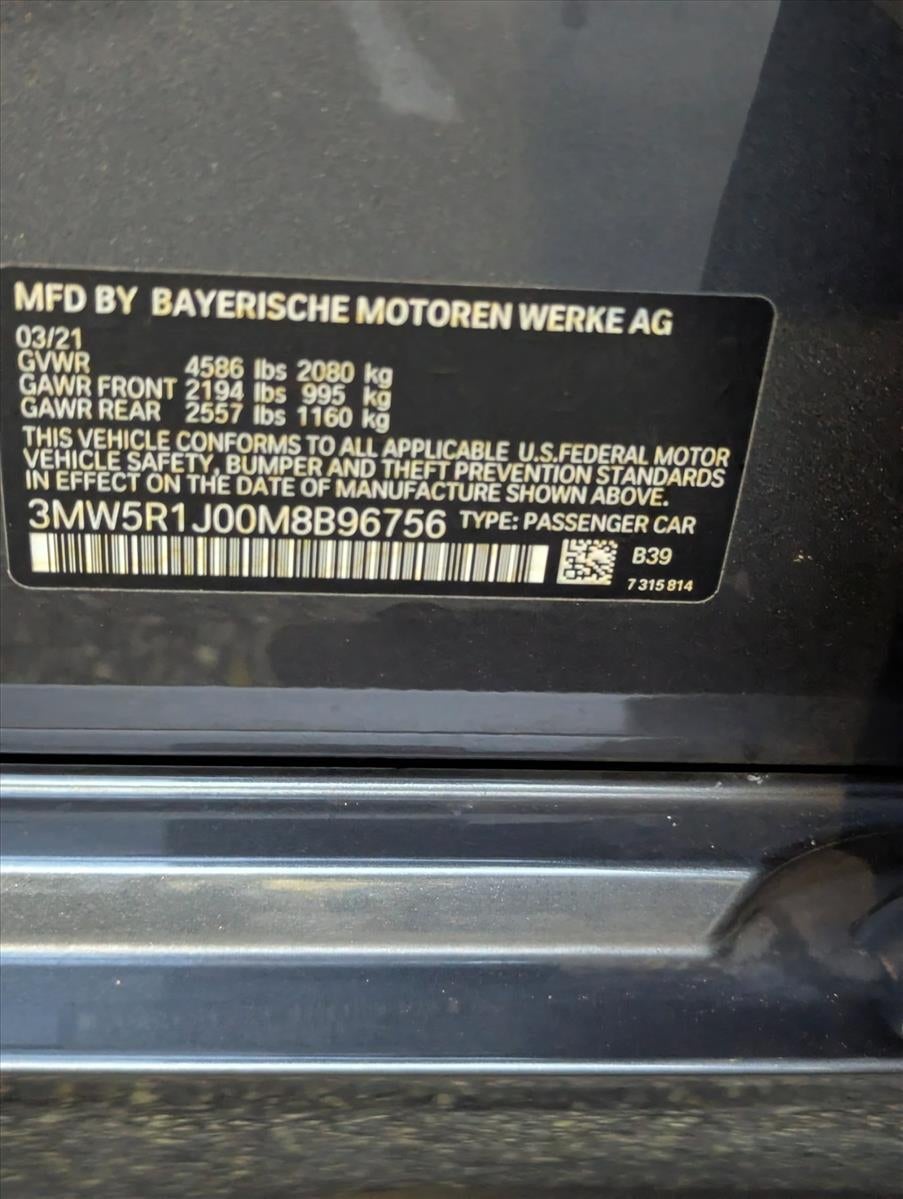 MFD BY BAYERISCHE MOTOREN WERKE AG
03/21
GVWR 4586 lbs 2080 kg
GAWR FRONT 2194 lbs 995 kg
GAWR REAR 2557 lbs 1160 kg
THIS VEHICLE CONFORMS TO ALL APPLICABLE U.S.FEDERAL MOTOR
VEHICLE SAFETY, BUMPER AND THEFT PREVENTION STANDARDS
IN EFFECT ON THE DATE OF MANUFACTURE SHOWN ABOVE.
3MW5R1J00M8B96756 TYPE: PASSENGER CAR
B39
7 315 814